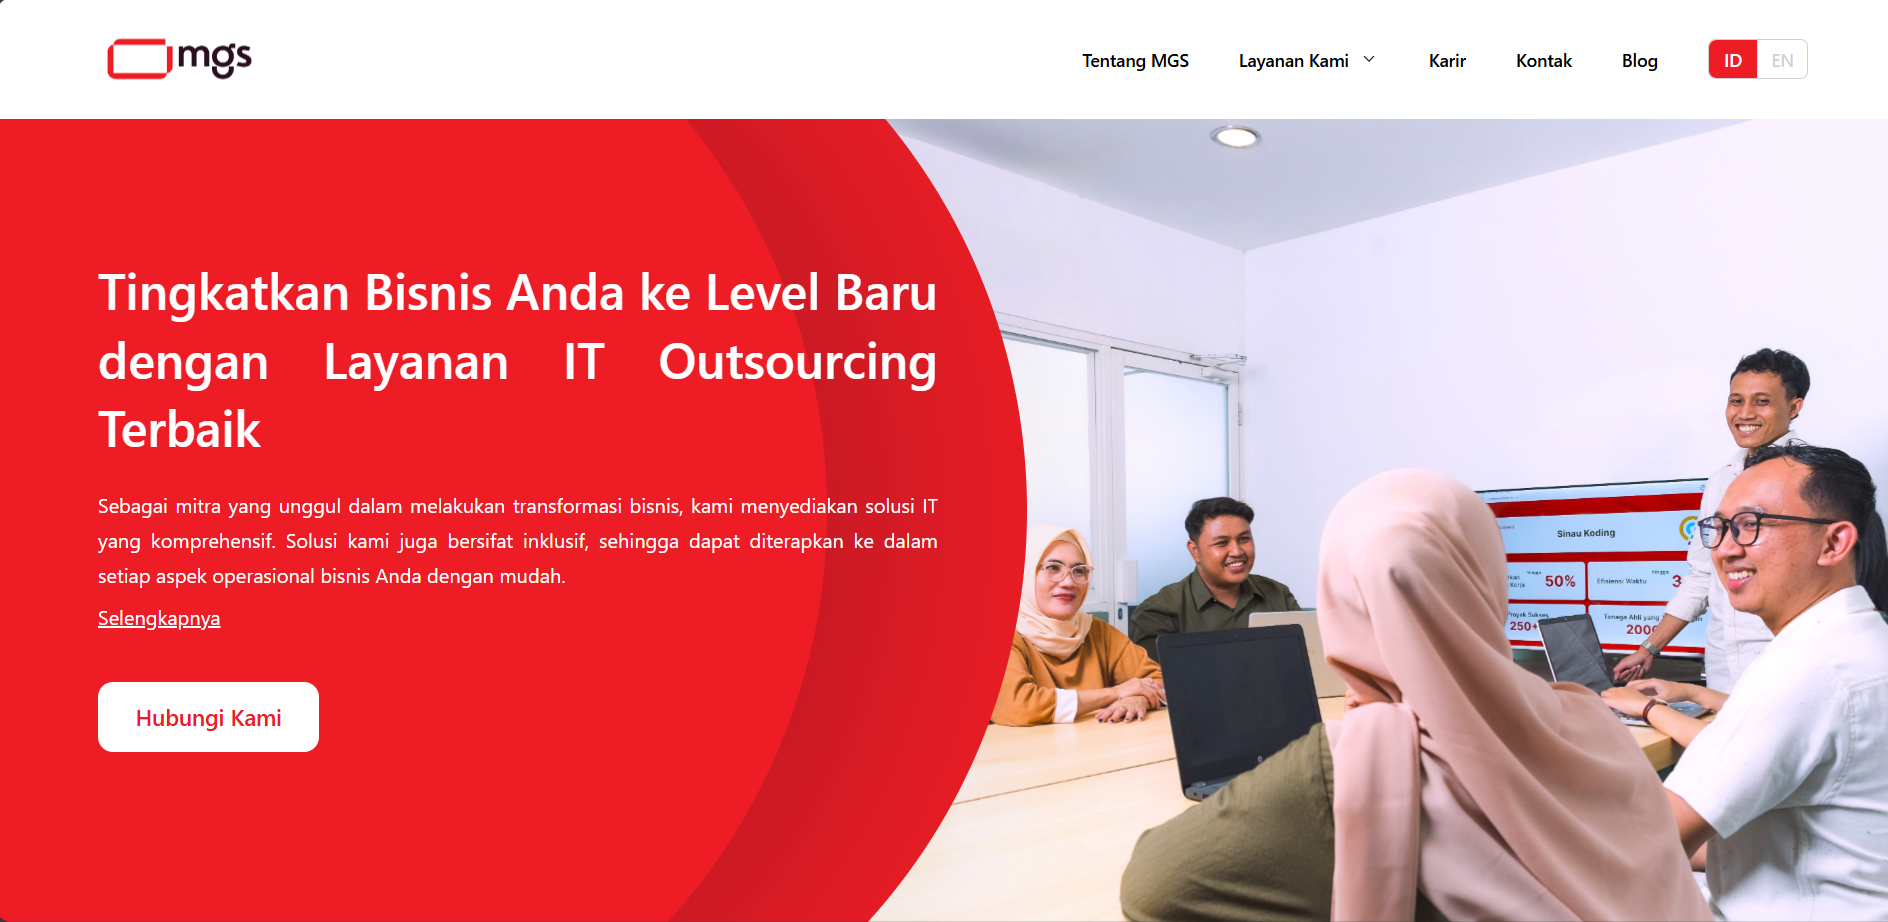 mgs
Tentang MGS
Layanan Kami
Karir
Kontak
Blog
ID
EN
Tingkatkan Bisnis Anda ke Level Baru
dengan Layanan IT Outsourcing
Terbaik
Sebagai mitra yang unggul dalam melakukan transformasi bisnis, kami menyediakan solusi IT
yang komprehensif. Solusi kami juga bersifat inklusif, sehingga dapat diterapkan ke dalam
setiap aspek operasional bisnis Anda dengan mudah.
Selengkapnya
Hubungi Kami
Sinau Koding
hingga
Kerja
50%
Efisiensi Waktu
hingga
3
Proyek Sukses
250+
Tenaga Ahli yang
200